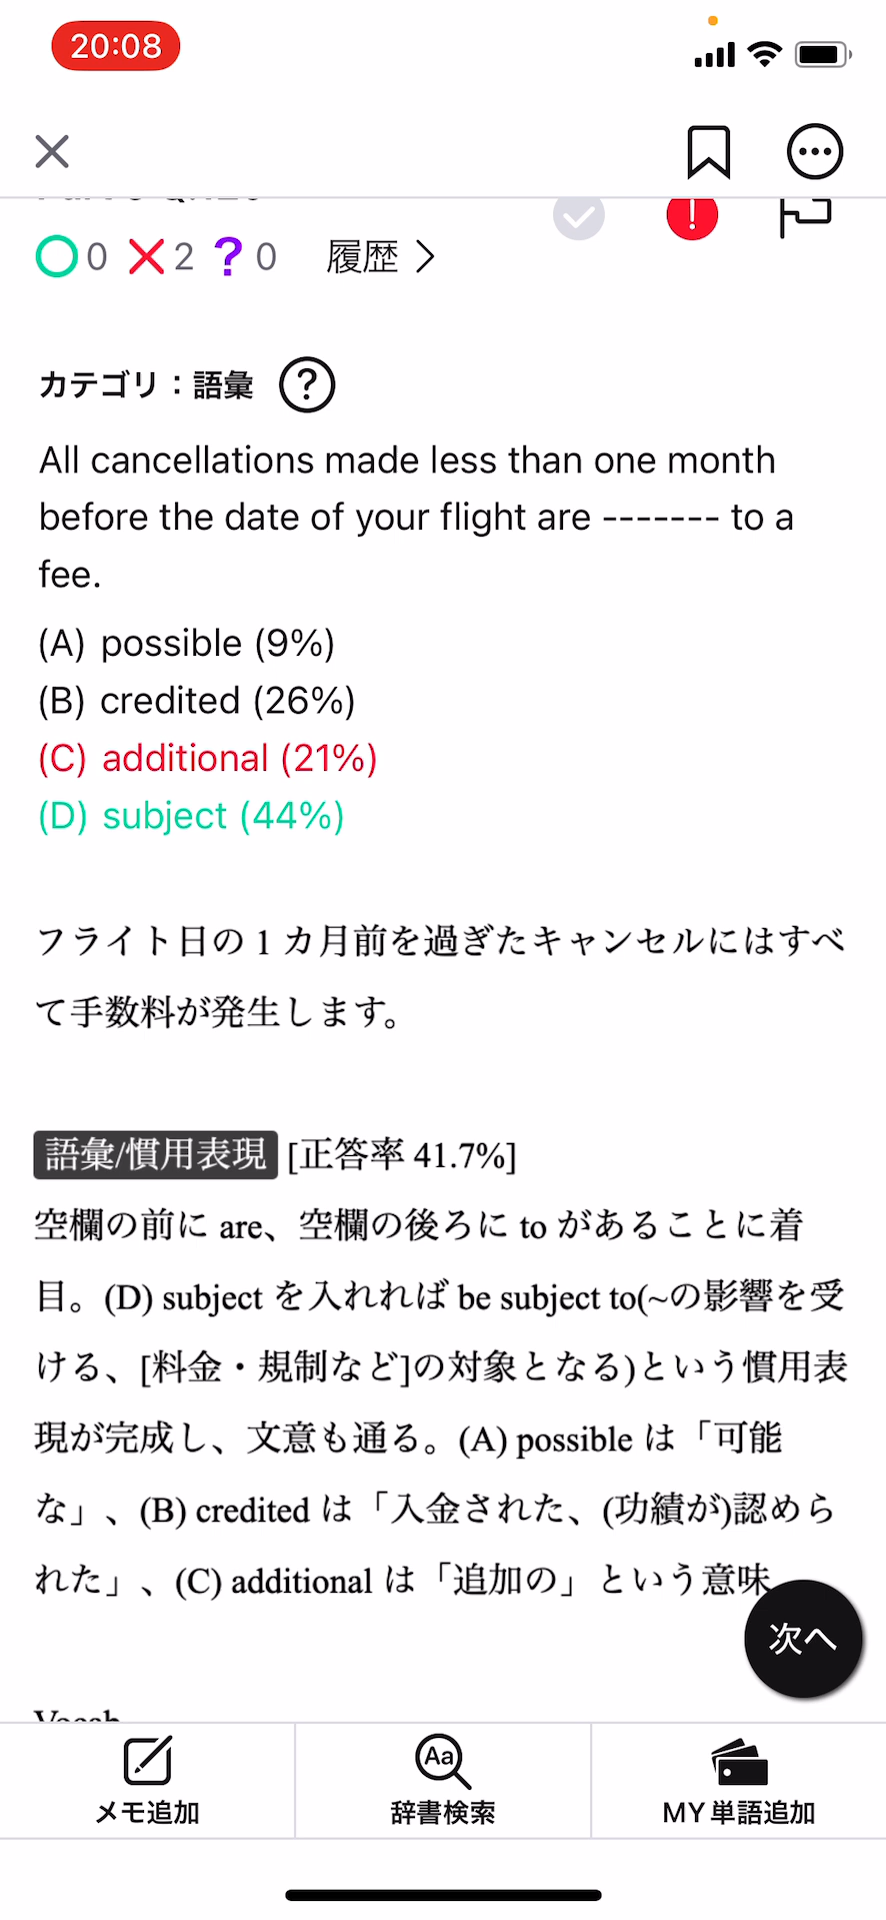 20:08
0 2 ? 0 履歴
カテゴリ：語彙 ?
All cancellations made less than one month
before the date of your flight are ------- to a
fee.
(A) possible (9%)
(B) credited (26%)
(C) additional (21%)
(D) subject (44%)
フライト日の 1 カ月前を過ぎたキャンセルにはすべ
て手数料が発生します。
語彙/慣用表現 [正答率 41.7%]
空欄の前に are、空欄の後ろに to があることに着
目。(D) subject を入れれば be subject to(~の影響を受
ける、[料金・規制など]の対象となる)という慣用表
現が完成し、文意も通る。(A) possible は「可能
な」、(B) credited は「入金された、(功績が)認めら
れた」、(C) additional は「追加の」という意味
次へ
Vocab
メモ追加
Aa
辞書検索
MY 単語追加